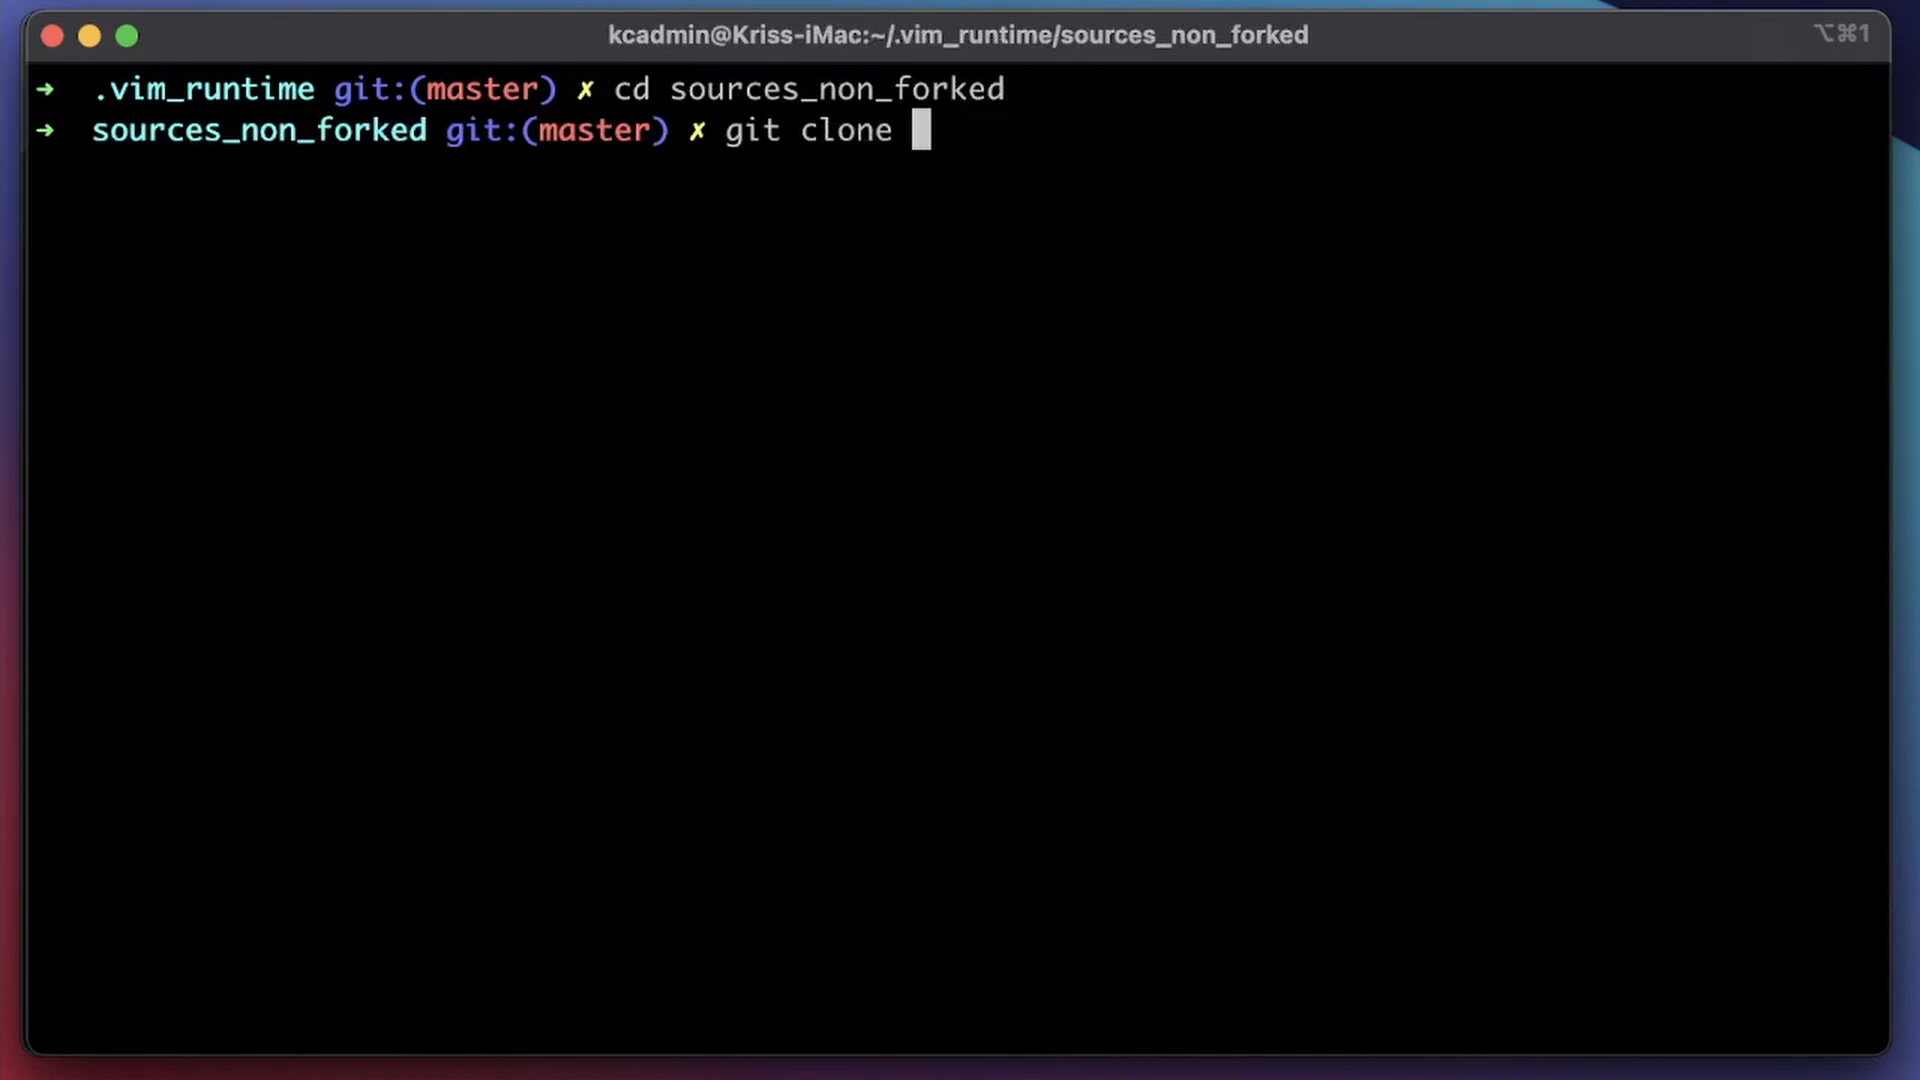 kcadmin@Kriss-iMac:~/.vim_runtime/sources_non_forked
⌥⌘1
➜ .vim_runtime git:(master) ✗ cd sources_non_forked
➜ sources_non_forked git:(master) ✗ git clone